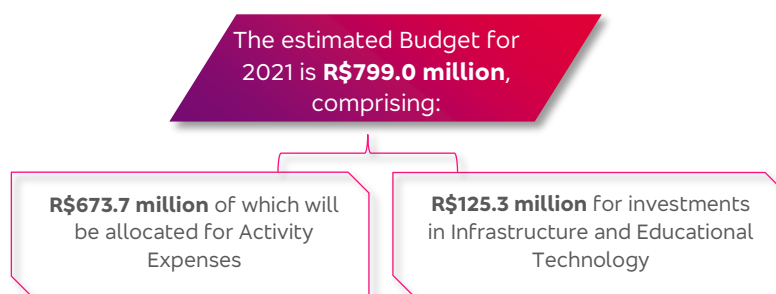 The estimated Budget for
2021 is R$799.0 million,
comprising:
R$673.7 million of which will
be allocated for Activity
Expenses
R$125.3 million for investments
in Infrastructure and Educational
Technology